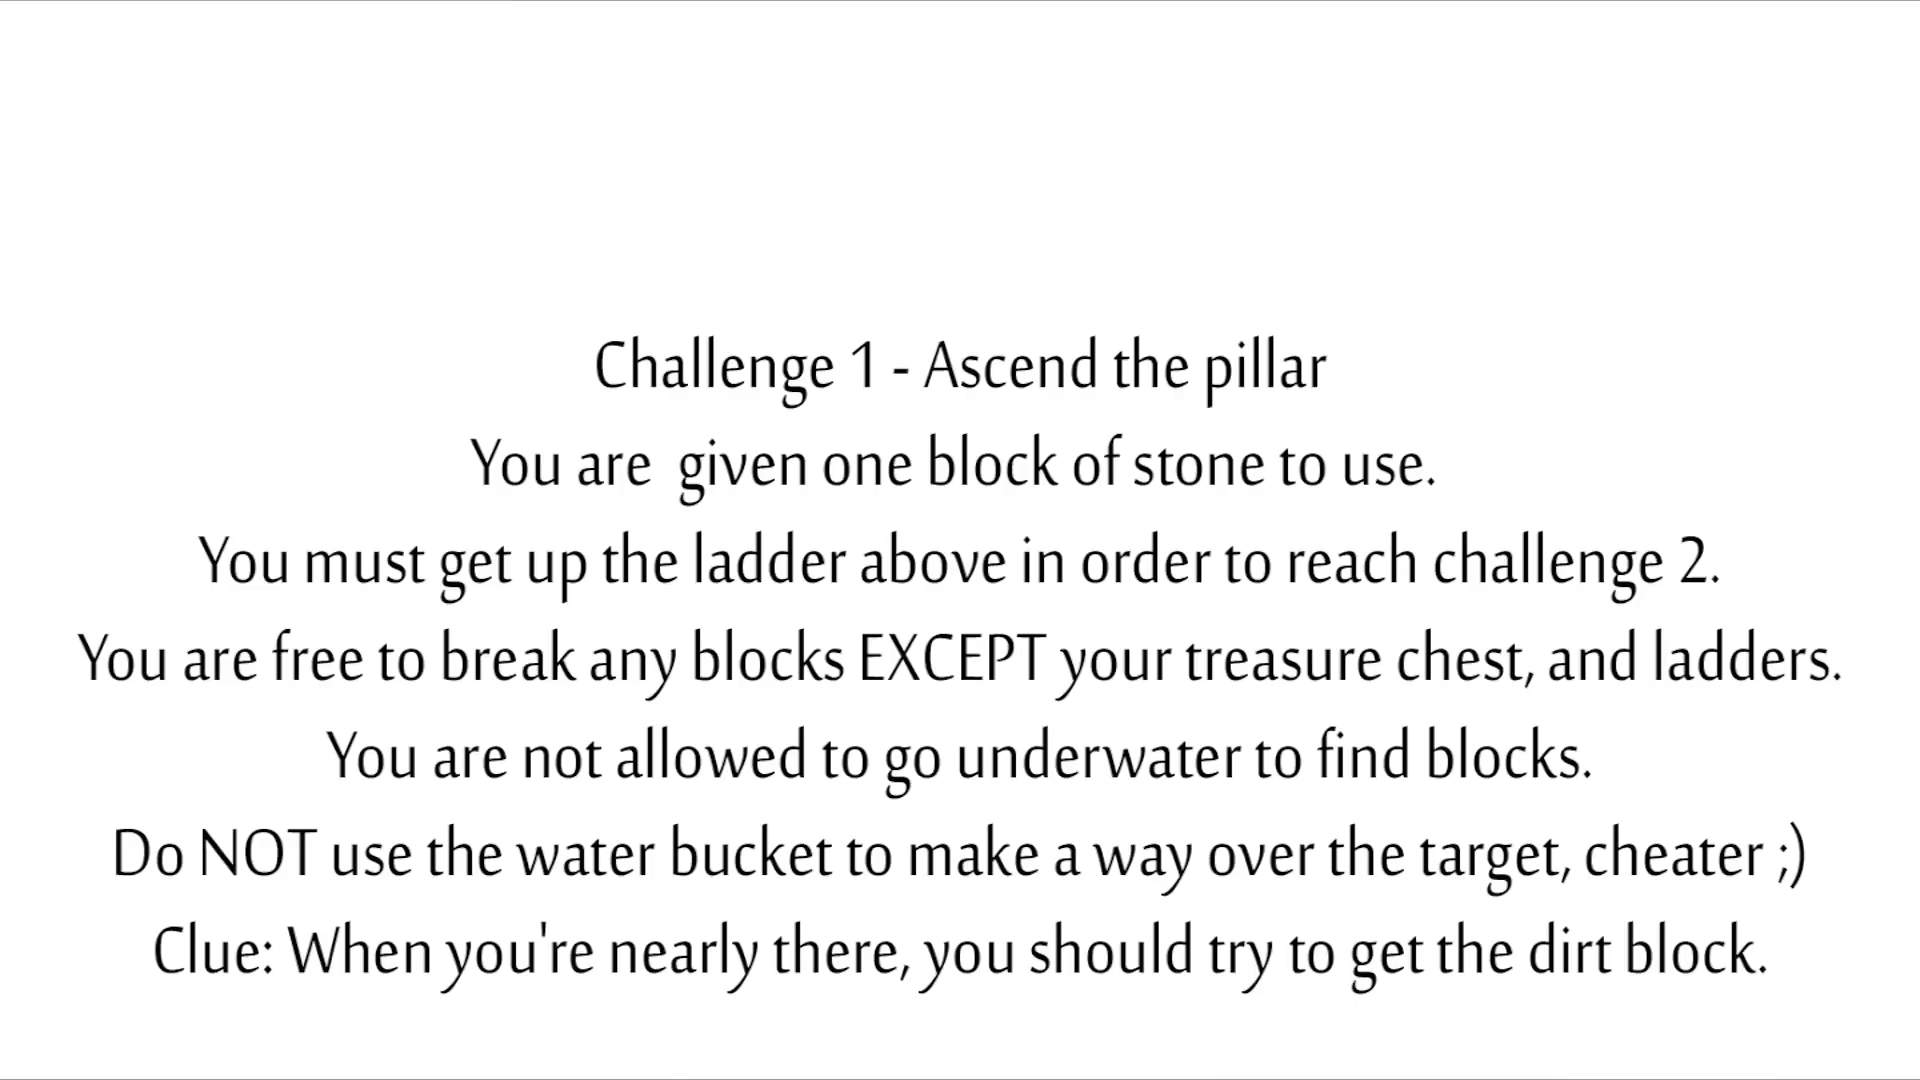 Challenge 1 - Ascend the pillar
You are  given one block of stone to use.
You must get up the ladder above in order to reach challenge 2.
You are free to break any blocks EXCEPT your treasure chest, and ladders.
You are not allowed to go underwater to find blocks.
Do NOT use the water bucket to make a way over the target, cheater ;)
Clue: When you're nearly there, you should try to get the dirt block.